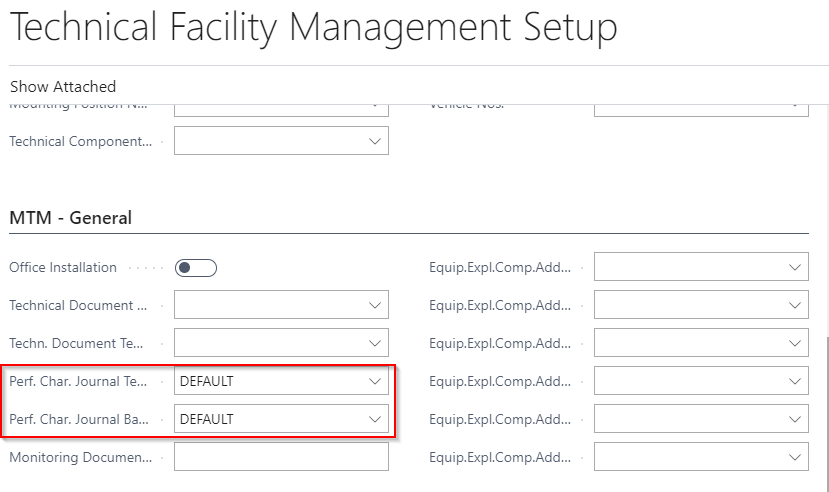 Technical Facility Management Setup
Show Attached
Mounting Position N... Vehicle Nos.
Technical Component...
MTM - General
Office Installation Equip.Expl.Comp.Add...
Technical Document ... Equip.Expl.Comp.Add...
Techn. Document Te... Equip.Expl.Comp.Add...
Perf. Char. Journal Te... DEFAULT Equip.Expl.Comp.Add...
Perf. Char. Journal Ba... DEFAULT Equip.Expl.Comp.Add...
Monitoring Documen... Equip.Expl.Comp.Add...